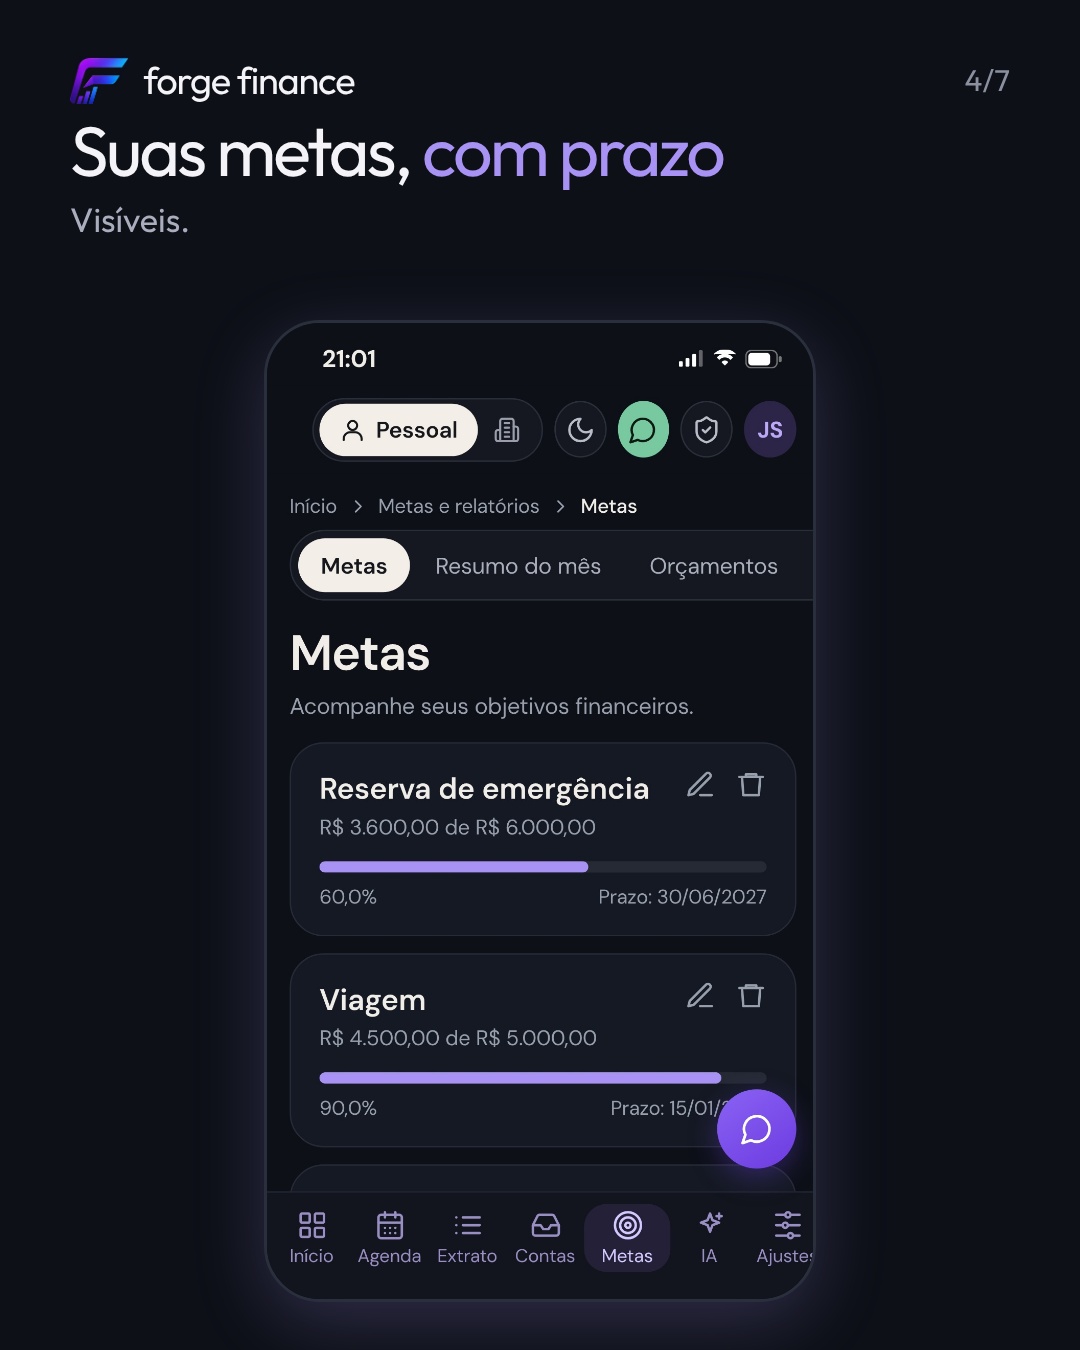 forge finance
4/7
Suas metas, com prazo
Visíveis.
21:01
Pessoal
JS
Início > Metas e relatórios > Metas
Metas Resumo do mês Orçamentos
Metas
Acompanhe seus objetivos financeiros.
Reserva de emergência
R$ 3.600,00 de R$ 6.000,00
60,0% Prazo: 30/06/2027
Viagem
R$ 4.500,00 de R$ 5.000,00
90,0% Prazo: 15/01/
Início Agenda Extrato Contas Metas IA Ajustes